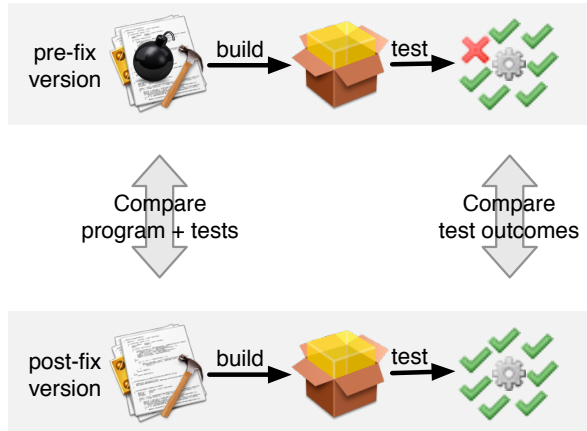 pre-fix
version
build
test
Compare
program + tests
Compare
test outcomes
post-fix
version
build
test